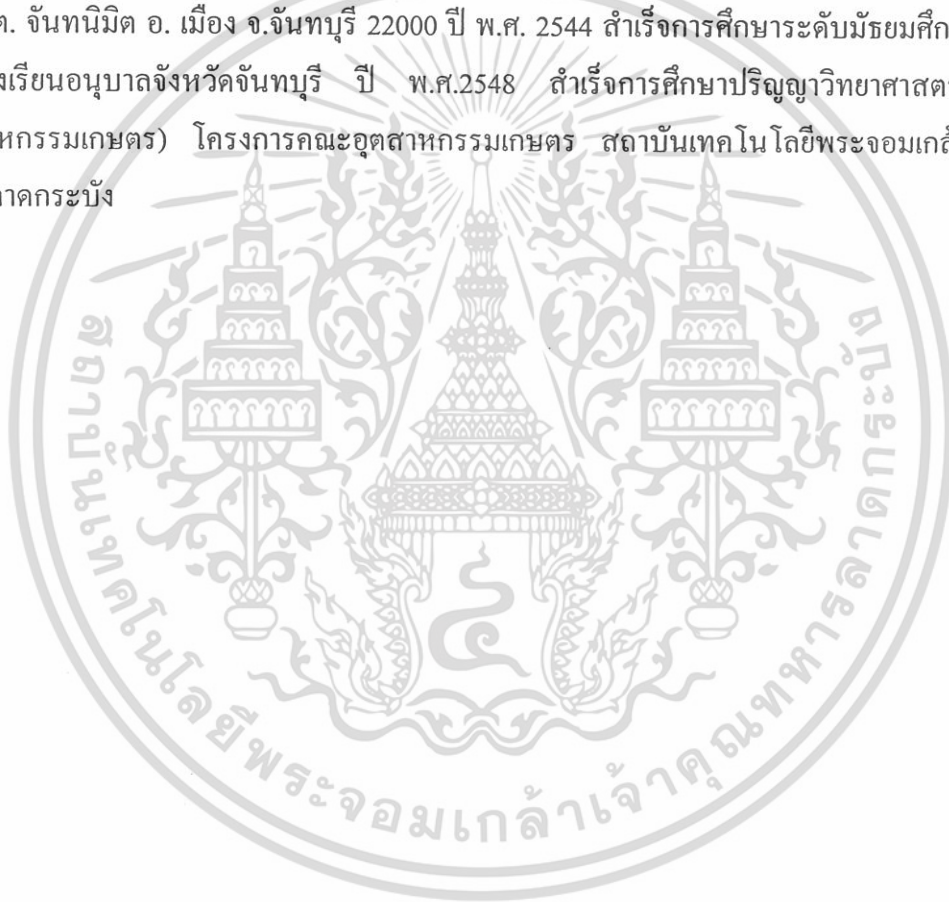 ต. จันทนิมิต อ. เมือง จ.จันทบุรี 22000 ปี พ.ศ. 2544 สำเร็จการศึกษาระดับมัธยมศึก
งเรียนอนุบาลจังหวัดจันทบุรี ปี พ.ศ.2548 สำเร็จการศึกษาปริญญาวิทยาศาสต
หกรรมเกษตร) โครงการคณะอุตสาหกรรมเกษตร สถาบันเทคโนโลยีพระจอมเกล้
าดกระบัง
สถาบันเทคโนโลยีพระจอมเกล้าเจ้าคุณทหารลาดกระบัง
๔